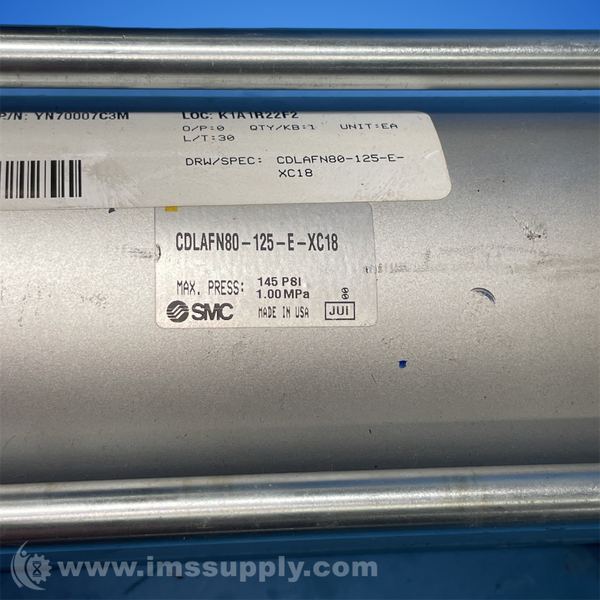 P/N: YN70007C3M
LOC: K1A1R22F2
O/P:0 QTY/KB:1 UNIT:EA
L/T:30
DRW/SPEC: CDLAFN80-125-E-
XC18
CDLAFN80-125-E-XC18
MAX. PRESS: 145 PSI
1.00 MPa
00
SMC MADE IN USA JUI
www.imssupply.com